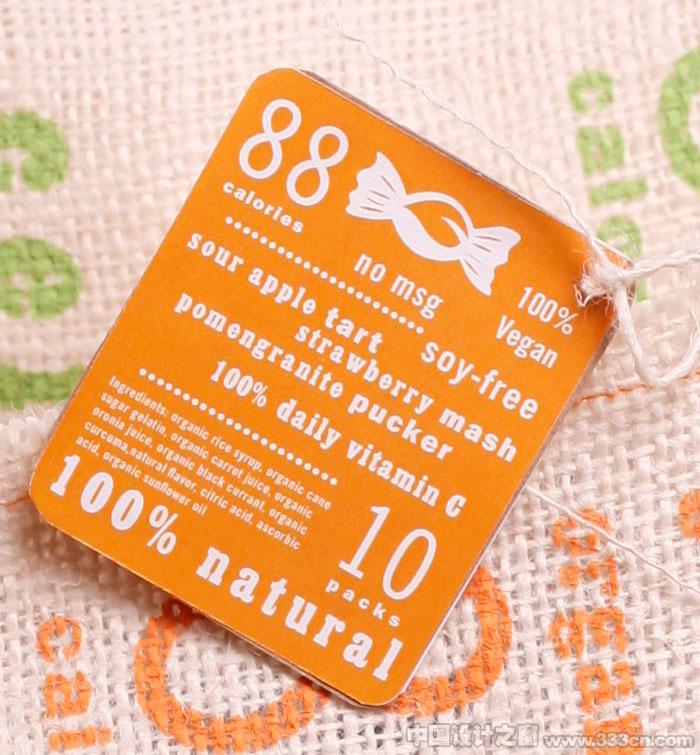 88
calories
no msg
100%
Vegan
sour apple tart
soy-free
strawberry mash
pomengranite pucker
100% daily vitamin C
Ingredients: organic rice syrup, organic cane
sugar gelatin, organic carrot juice, organic
oronia juice, organic black currant, organic
curcuma,natural flavor, citric acid, ascorbic
acid, organic sunflower oil
10
packs
100% natural
中国设计之窗 www.333cn.com